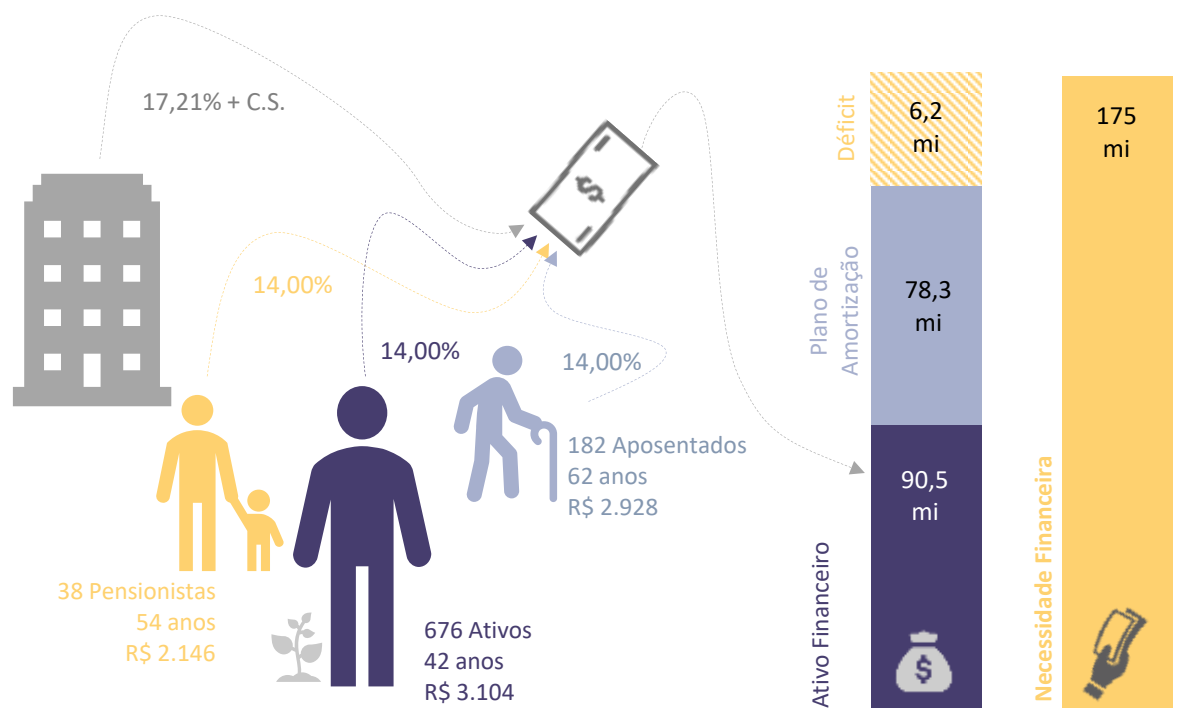 17,21% + C.S.
14,00%
14,00%
14,00%
38 Pensionistas
54 anos
R$ 2.146
676 Ativos
42 anos
R$ 3.104
182 Aposentados
62 anos
R$ 2.928
$
Déficit
6,2
mi
Plano de
Amortização
78,3
mi
Ativo Financeiro
90,5
mi
$
Necessidade Financeira
175
mi